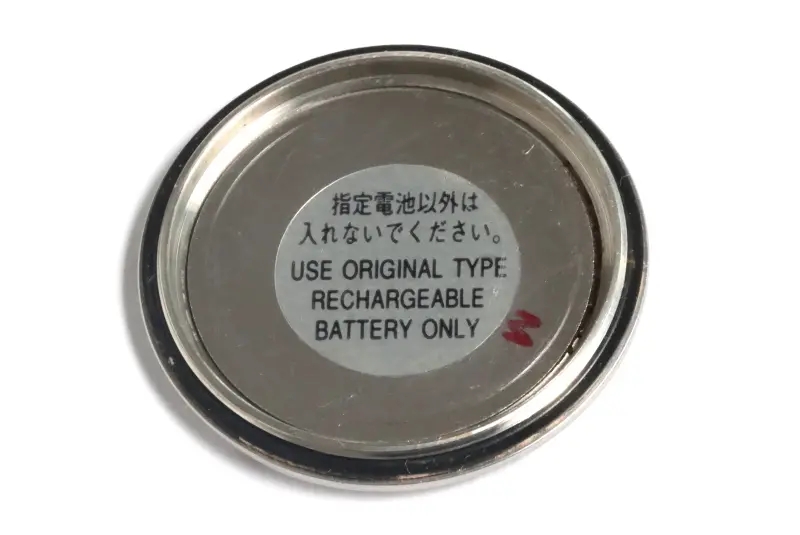 指定電池以外は
入れないでください。
USE ORIGINAL TYPE
RECHARGEABLE
BATTERY ONLY
M